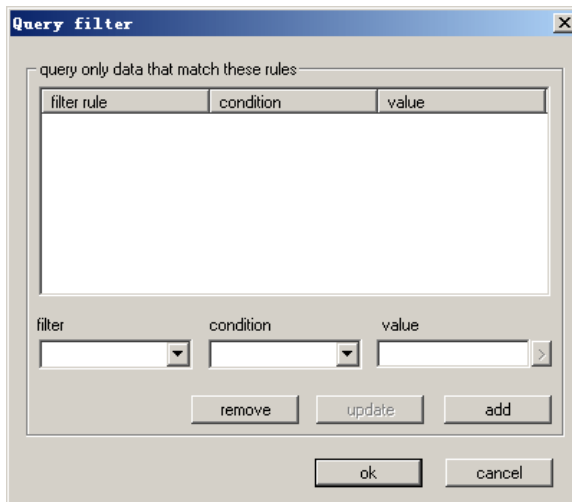 Query filter
query only data that match these rules
filter rule condition value
filter condition value
>
remove update add
ok cancel